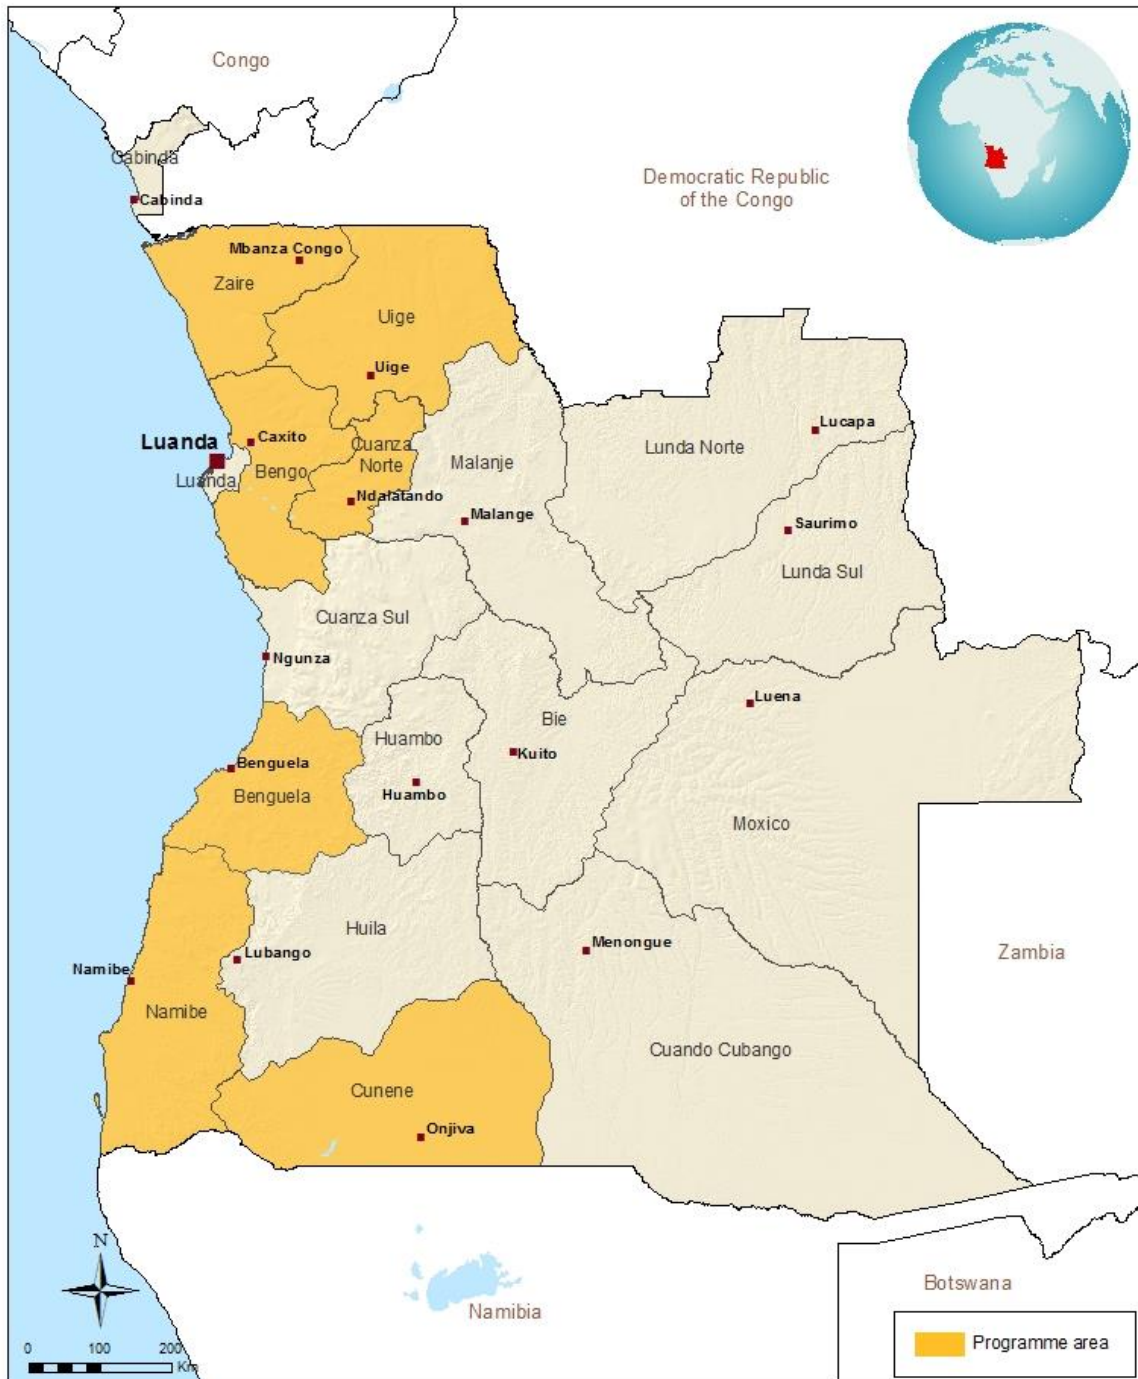 Congo
Cabinda
Cabinda
Democratic Republic
of the Congo
Mbanza Congo
Zaire
Uige
Uige
Lucapa
Caxito
Cuanza
Norte
Luanda
Lunda Norte
Malanje
Bengo
Luanda
Ndalatando
Malange
Saurimo
Lunda Sul
Cuanza Sul
Ngunza
Luena
Bie
Huambo
Kuito
Benguela
Benguela
Huambo
Moxico
Huila
Menongue
Lubango
Zambia
Namibe
Namibe
Cuando Cubango
Cunene
Onjiva
N
Botswana
Namibia
Programme area
0 100 200
Km